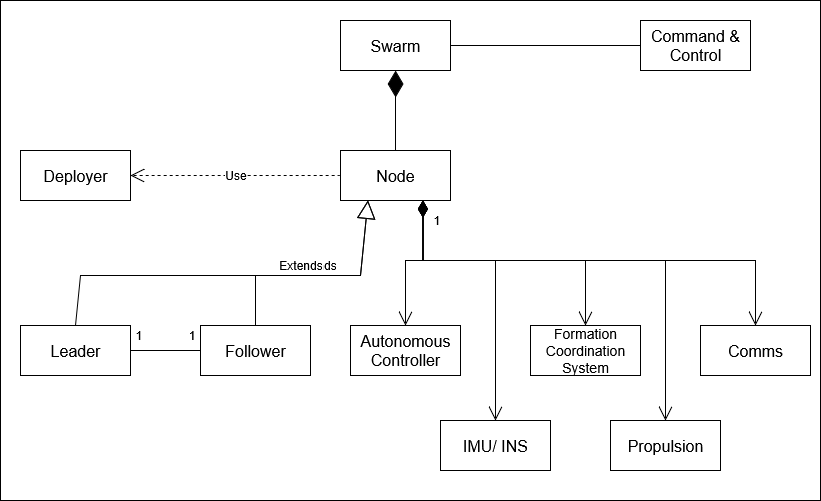 Swarm
Command &
Control
Deployer
Use
Node
1
Extendsds
Leader
1
1
Follower
Autonomous
Controller
Formation
Coordination
System
Comms
IMU/ INS
Propulsion